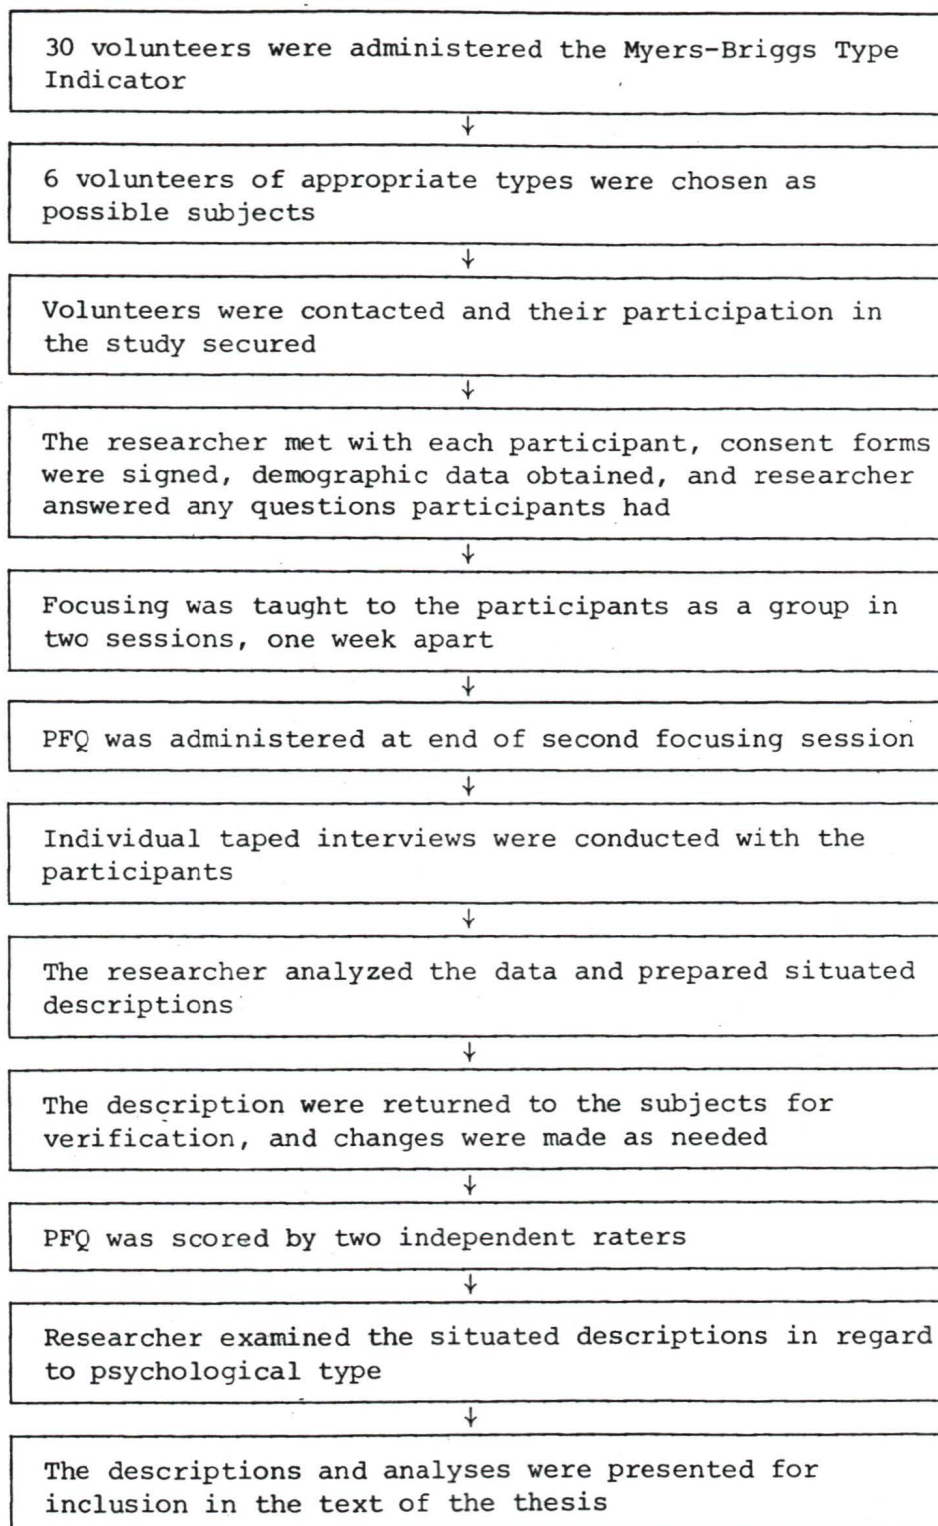 30 volunteers were administered the Myers-Briggs Type
Indicator
↓
6 volunteers of appropriate types were chosen as
possible subjects
↓
Volunteers were contacted and their participation in
the study secured
↓
The researcher met with each participant, consent forms
were signed, demographic data obtained, and researcher
answered any questions participants had
↓
Focusing was taught to the participants as a group in
two sessions, one week apart
↓
PFQ was administered at end of second focusing session
↓
Individual taped interviews were conducted with the
participants
↓
The researcher analyzed the data and prepared situated
descriptions
↓
The description were returned to the subjects for
verification, and changes were made as needed
↓
PFQ was scored by two independent raters
↓
Researcher examined the situated descriptions in regard
to psychological type
↓
The descriptions and analyses were presented for
inclusion in the text of the thesis